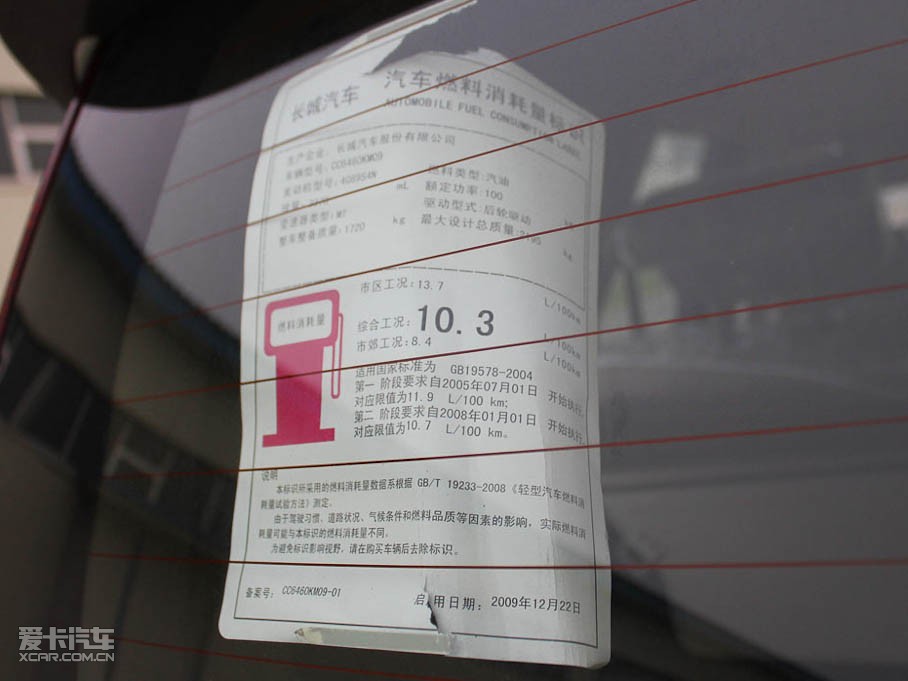 长城汽车 汽车燃料消耗量标识
AUTOMOBILE FUEL CONSUMPTION LABEL
生产企业: 长城汽车股份有限公司
车辆型号: CC6460KM09 燃料类型:汽油
发动机型号: 4G69S4N 额定功率:100 kW
排量: mL 驱动型式:后轮驱动
变速器类型:MT 最大设计总质量: kg
整车整备质量:1720 kg
燃料消耗量
市区工况:13.7 L/100km
综合工况: 10.3 L/100km
市郊工况:8.4 L/100km
适用国家标准为 GB19578-2004
第一 阶段要求自2005年07月01日 开始执行,
对应限值为11.9 L/100 km;
第二 阶段要求自2008年01月01日 开始执行,
对应限值为10.7 L/100 km。
说明
本标识所采用的燃料消耗量数据系根据 GB/T 19233-2008《轻型汽车燃料消
耗量试验方法》测定。
由于驾驶习惯、道路状况、气候条件和燃料品质等因素的影响,实际燃料消
耗量可能与本标识的燃料消耗量不同。
为避免标识影响视野,请在购买车辆后去除标识。
备案号: CC6460KM09-01 启用日期: 2009年12月22日
爱卡汽车
XCAR.COM.CN